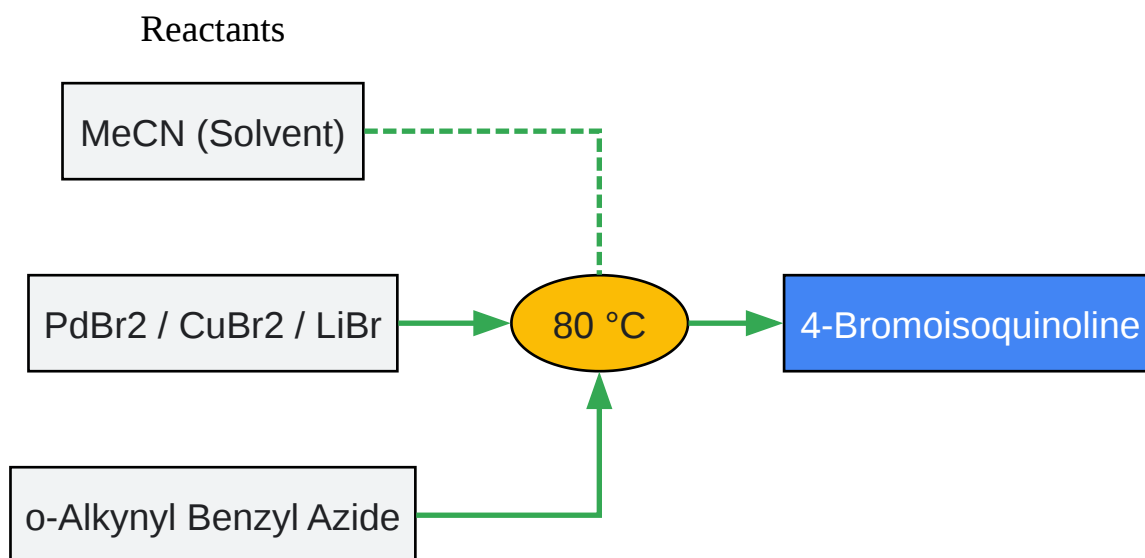 Reactants
MeCN (Solvent)
PdBr2 / CuBr2 / LiBr
80 °C
4-Bromoisoquinoline
o-Alkynyl Benzyl Azide